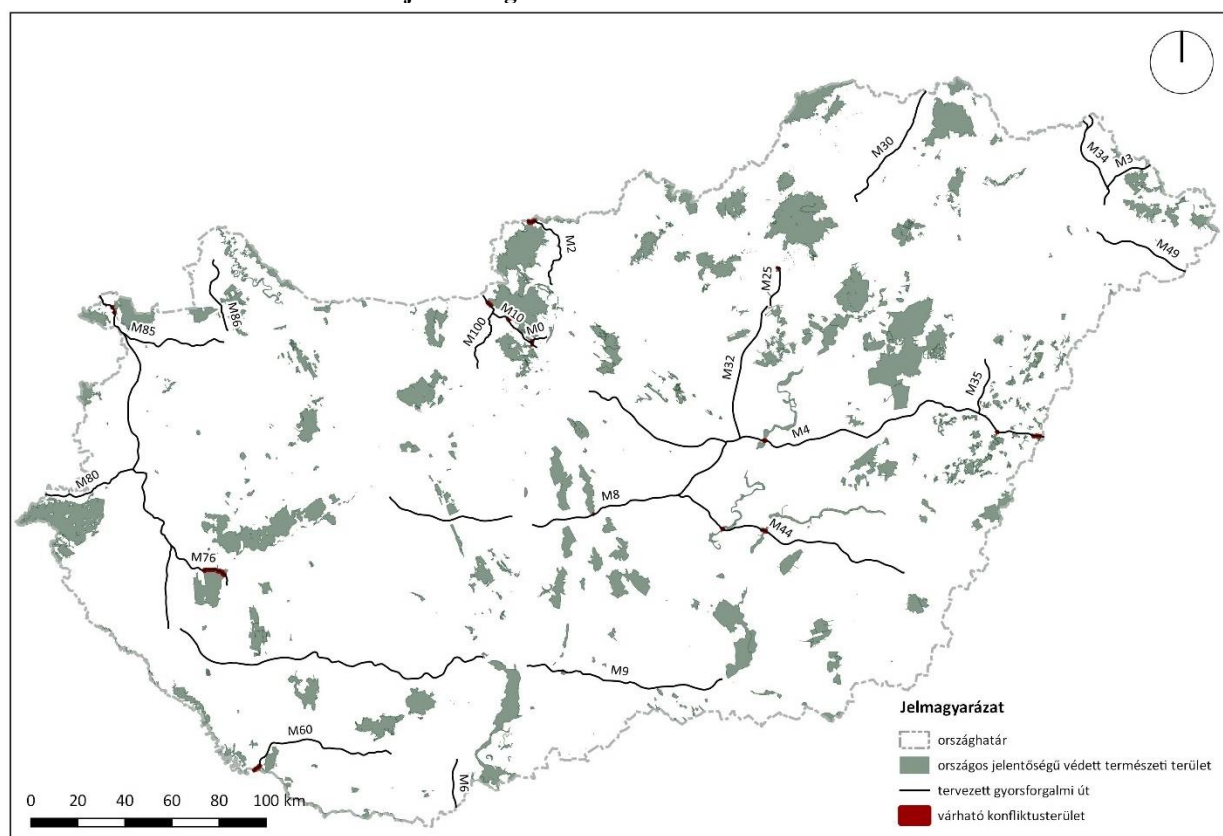 M30
M34
M3
M2
M49
M25
M86
M85
M10
M0
M100
M32
M35
M4
M80
M8
M44
M76
M9
M60
M6
Jelmagyarázat
országhatár
országos jelentőségű védett természeti terület
tervezett gyorsforgalmi út
várható konfliktusterület
0 20 40 60 80 100 km